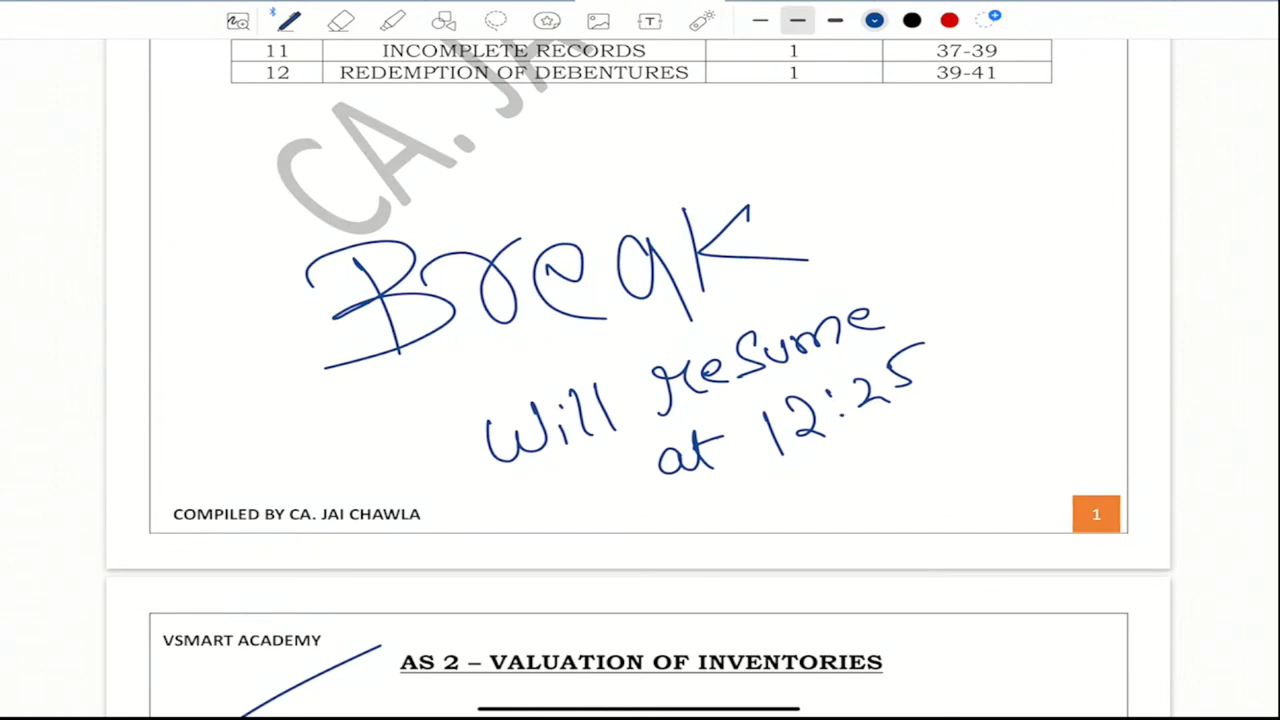 11 INCOMPLETE RECORDS 1 37-39
12 REDEMPTION OF DEBENTURES 1 39-41
CA. JA
Break
Will resume
at 12:25
COMPILED BY CA. JAI CHAWLA 1
VSMART ACADEMY
AS 2 – VALUATION OF INVENTORIES